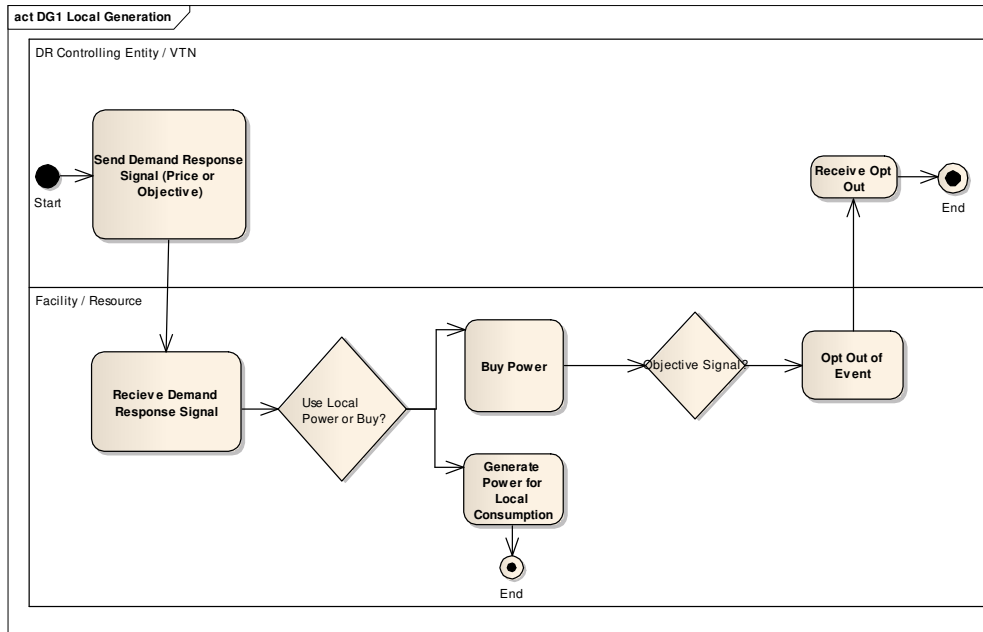 act DG1 Local Generation
DR Controlling Entity / VTN
Send Demand Response
Signal (Price or
Objective)
Start
Receive Opt
Out
End
Facility / Resource
Recieve Demand
Response Signal
Use Local
Power or Buy?
Buy Power
Objective Signal?
Opt Out of
Event
Generate
Power for
Local
Consumption
End